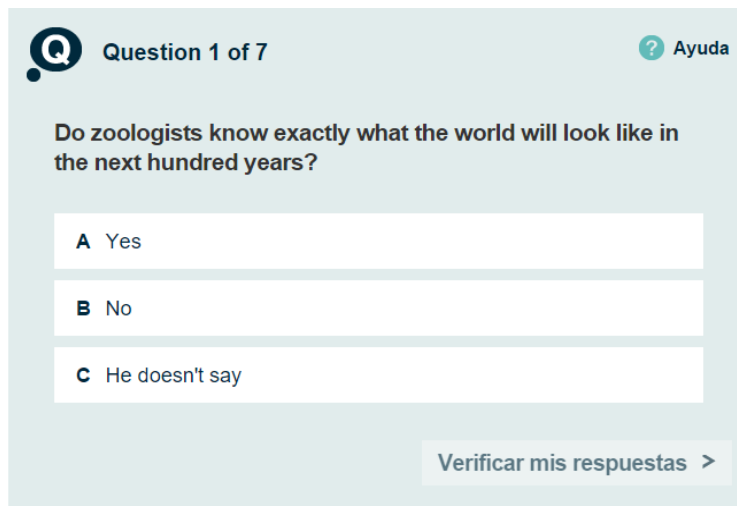 Q Question 1 of 7
? Ayuda
Do zoologists know exactly what the world will look like in
the next hundred years?
A Yes
B No
C He doesn't say
Verificar mis respuestas >